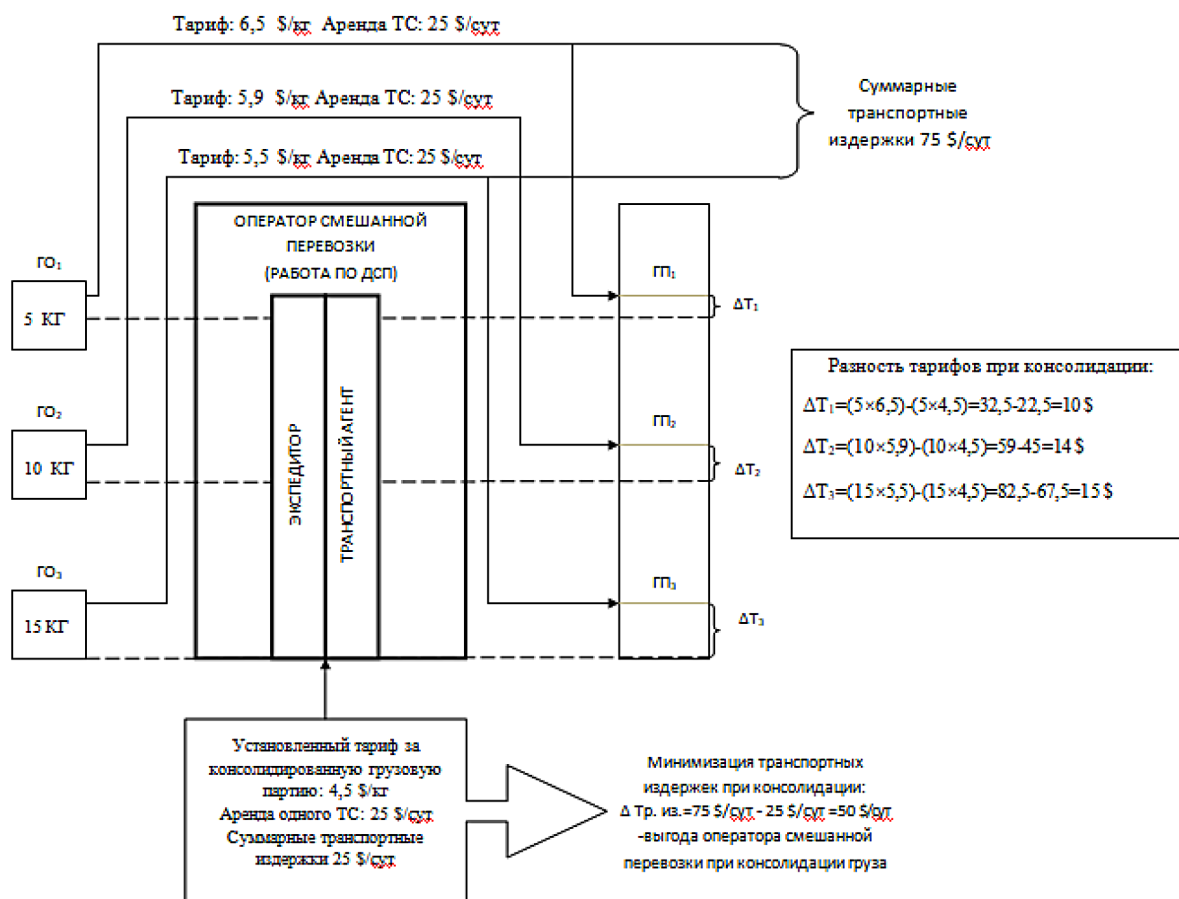 Тариф: 6,5 $/кг Аренда ТС: 25 $/сут
Тариф: 5,9 $/кг Аренда ТС: 25 $/сут
Тариф: 5,5 $/кг Аренда ТС: 25 $/сут
Суммарные
транспортные
издержки 75 $/сут
ОПЕРАТОР СМЕШАННОЙ
ПЕРЕВОЗКИ
(РАБОТА ПО ДСП)
ЭКСПЕДИТОР
ТРАНСПОРТНЫЙ АГЕНТ
ГО₁
5 КГ
ГО₂
10 КГ
ГО₃
15 КГ
ГП₁
ΔТ₁
ГП₂
ΔТ₂
ГП₃
ΔТ₃
Разность тарифов при консолидации:
ΔТ₁=(5×6,5)-(5×4,5)=32,5-22,5=10 $
ΔТ₂=(10×5,9)-(10×4,5)=59-45=14 $
ΔТ₃=(15×5,5)-(15×4,5)=82,5-67,5=15 $
Установленный тариф за
консолидированную грузовую
партию: 4,5 $/кг
Аренда одного ТС: 25 $/сут
Суммарные транспортные
издержки 25 $/сут
Минимизация транспортных
издержек при консолидации:
Δ Тр. из.=75 $/сут - 25 $/сут =50 $/сут
-выгода оператора смешанной
перевозки при консолидации груза